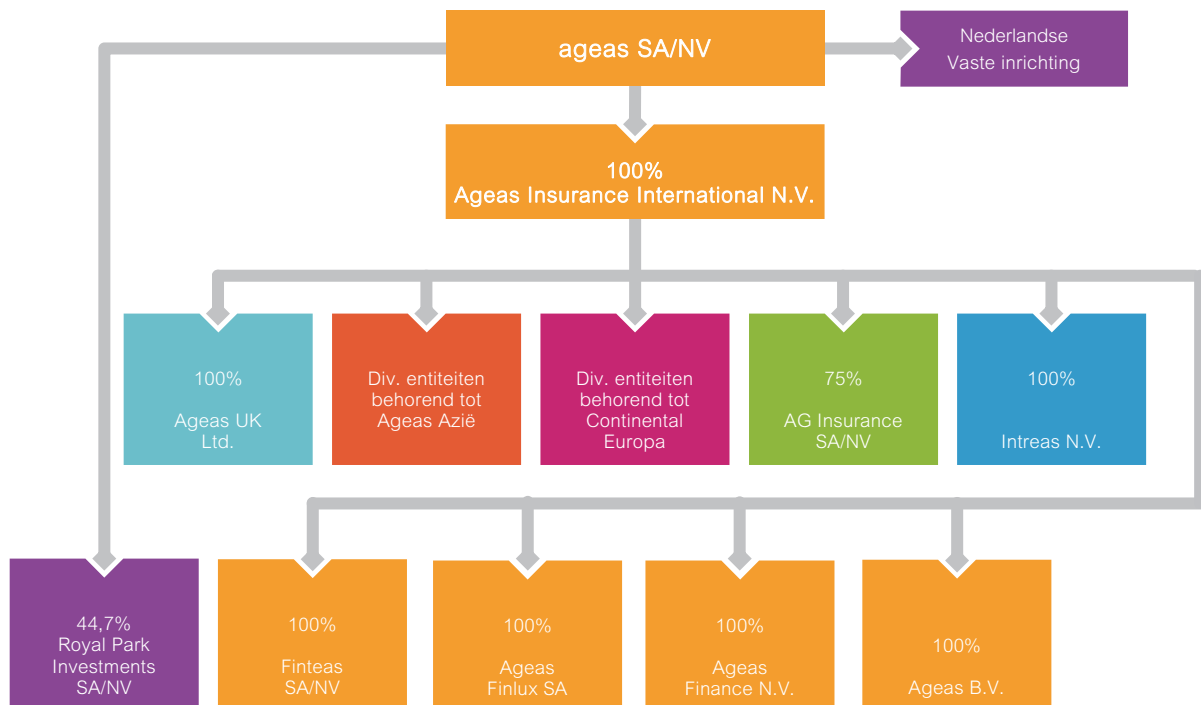 ageas SA/NV
Nederlandse
Vaste inrichting
100%
Ageas Insurance International N.V.
100%
Ageas UK
Ltd.
Div. entiteiten
behorend tot
Ageas Azië
Div. entiteiten
behorend tot
Continental
Europa
75%
AG Insurance
SA/NV
100%
Intreas N.V.
44,7%
Royal Park
Investments
SA/NV
100%
Finteas
SA/NV
100%
Ageas
Finlux SA
100%
Ageas
Finance N.V.
100%
Ageas B.V.